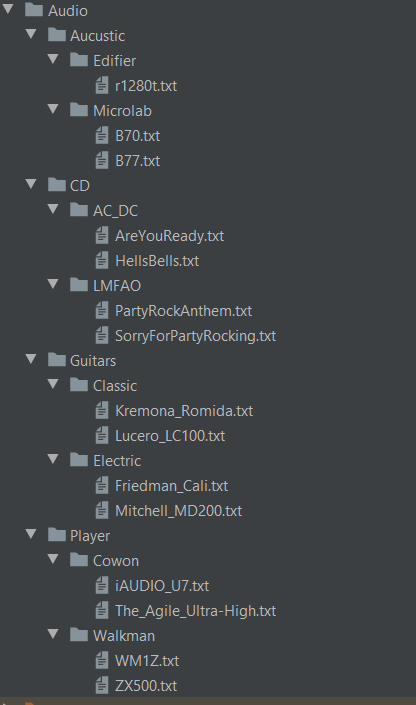 Audio
Aucustic
Edifier
r1280t.txt
Microlab
B70.txt
B77.txt
CD
AC_DC
AreYouReady.txt
HellsBells.txt
LMFAO
PartyRockAnthem.txt
SorryForPartyRocking.txt
Guitars
Classic
Kremona_Romida.txt
Lucero_LC100.txt
Electric
Friedman_Cali.txt
Mitchell_MD200.txt
Player
Cowon
iAUDIO_U7.txt
The_Agile_Ultra-High.txt
Walkman
WM1Z.txt
ZX500.txt